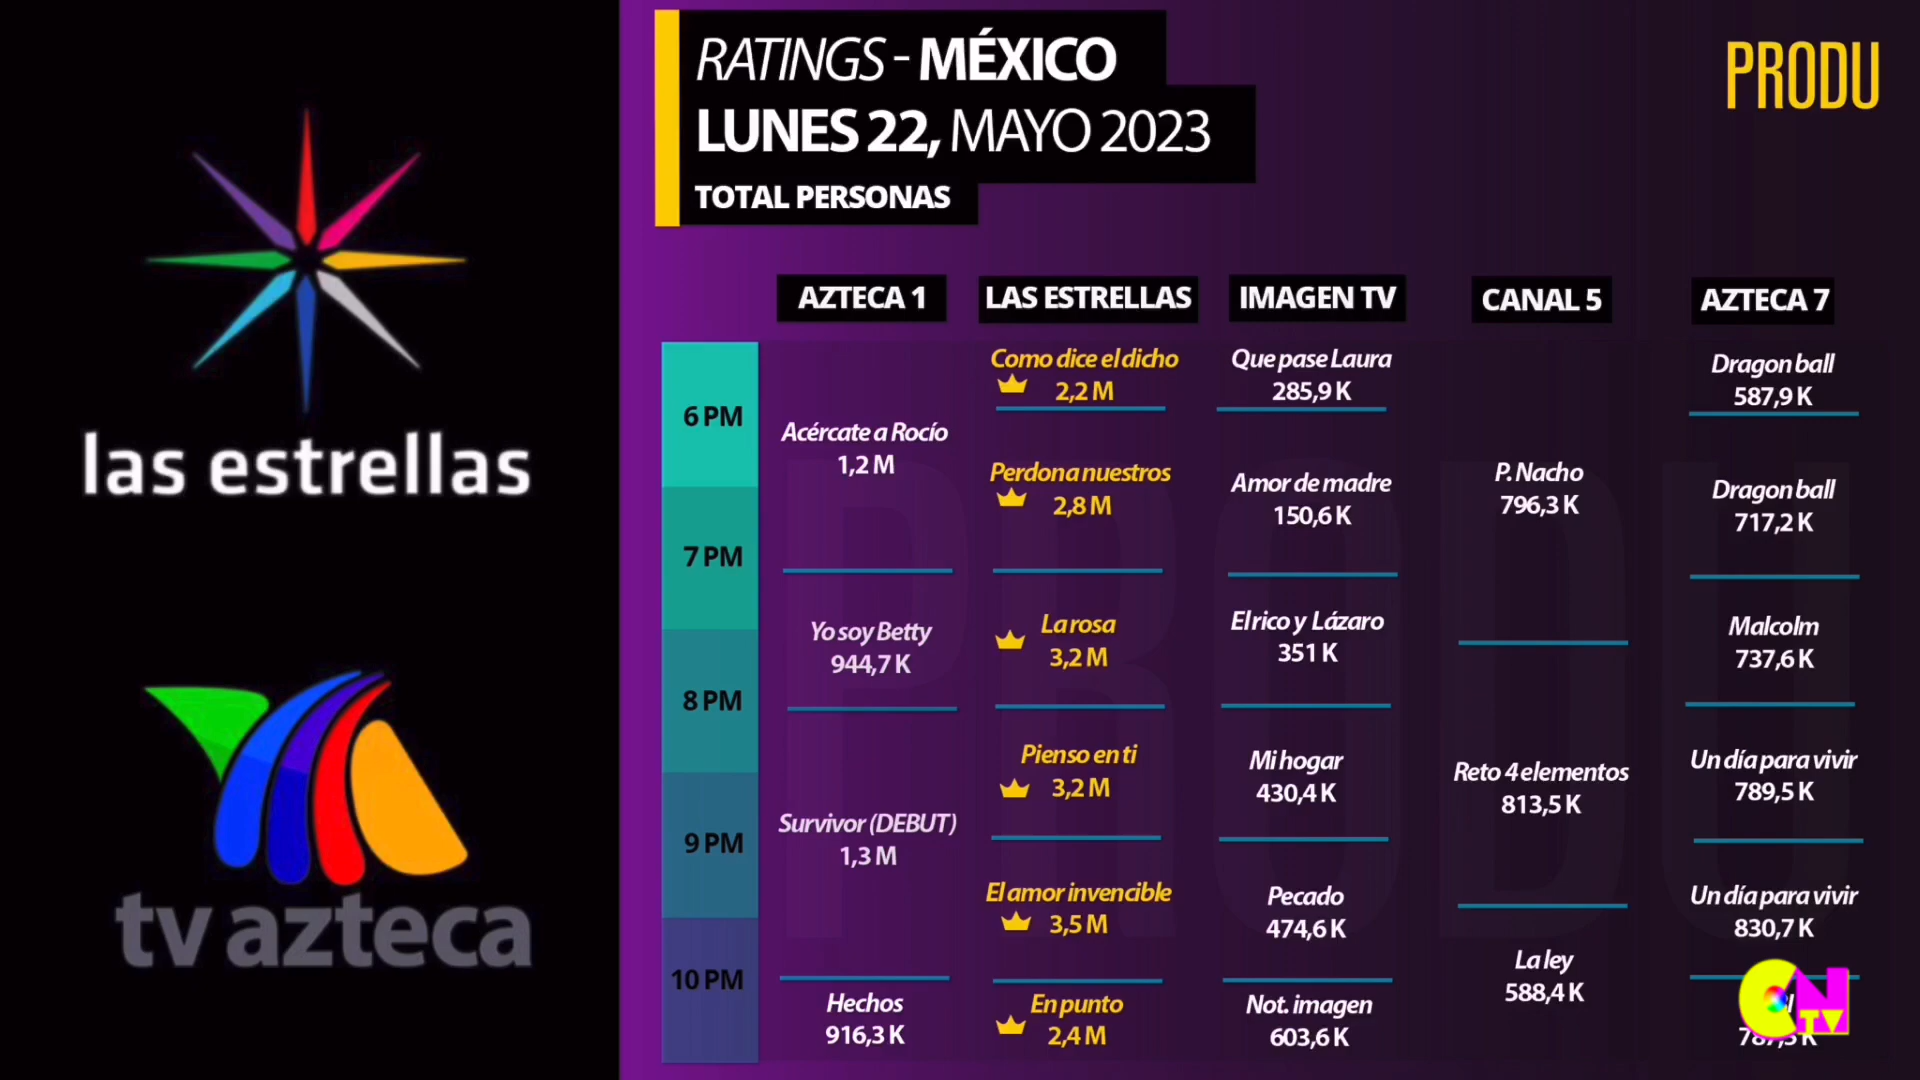 las estrellas
tv azteca
RATINGS - MÉXICO
LUNES 22, MAYO 2023
TOTAL PERSONAS
PRODU
AZTECA 1
LAS ESTRELLAS
IMAGEN TV
CANAL 5
AZTECA 7
6 PM
7 PM
8 PM
9 PM
10 PM
Acércate a Rocío
1,2 M
Yo soy Betty
944,7 K
Survivor (DEBUT)
1,3 M
Hechos
916,3 K
Como dice el dicho
2,2 M
Perdona nuestros
2,8 M
La rosa
3,2 M
Pienso en ti
3,2 M
El amor invencible
3,5 M
En punto
2,4 M
Que pase Laura
285,9 K
Amor de madre
150,6 K
El rico y Lázaro
351 K
Mi hogar
430,4 K
Pecado
474,6 K
Not. imagen
603,6 K
P. Nacho
796,3 K
Reto 4 elementos
813,5 K
La ley
588,4 K
Dragon ball
587,9 K
Dragon ball
717,2 K
Malcolm
737,6 K
Un día para vivir
789,5 K
Un día para vivir
830,7 K
CN
TV